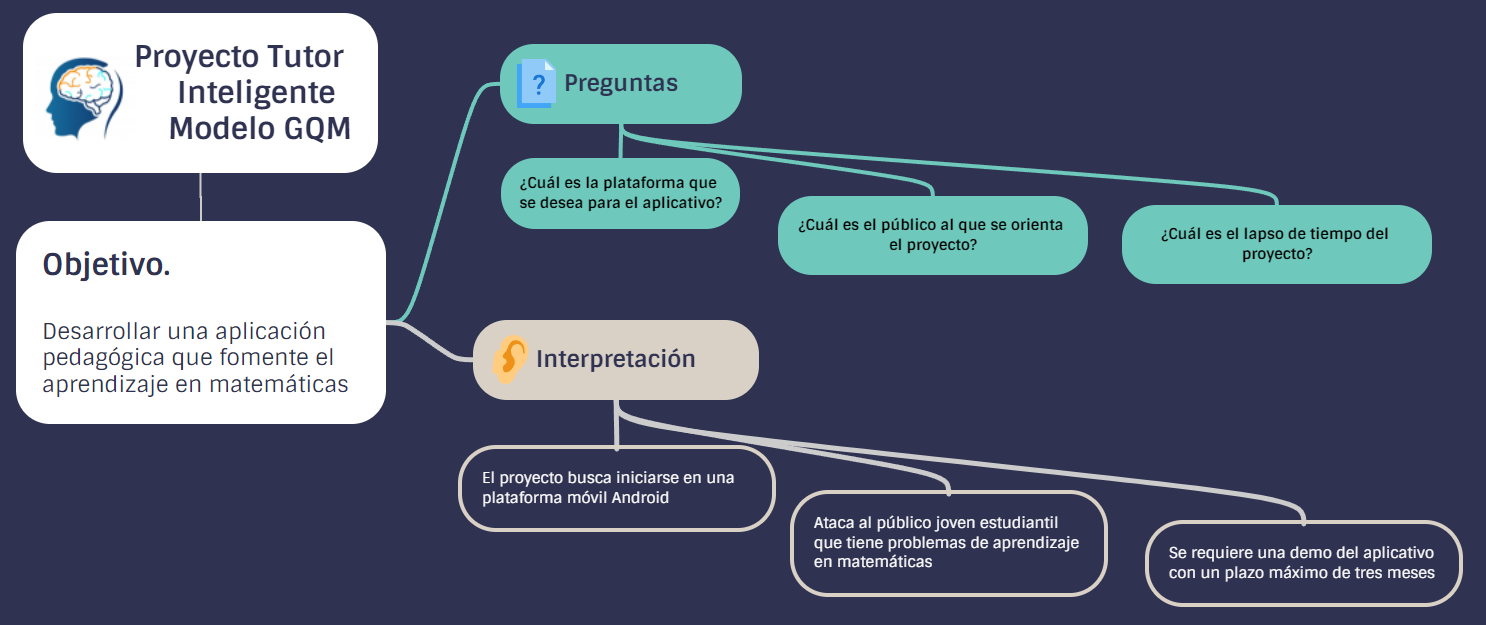 Proyecto Tutor
Inteligente
Modelo GQM
Objetivo.
Desarrollar una aplicación
pedagógica que fomente el
aprendizaje en matemáticas
?
Preguntas
¿Cuál es la plataforma que
se desea para el aplicativo?
¿Cuál es el público al que se orienta
el proyecto?
¿Cuál es el lapso de tiempo del
proyecto?
Interpretación
El proyecto busca iniciarse en una
plataforma móvil Android
Ataca al público joven estudiantil
que tiene problemas de aprendizaje
en matemáticas
Se requiere una demo del aplicativo
con un plazo máximo de tres meses